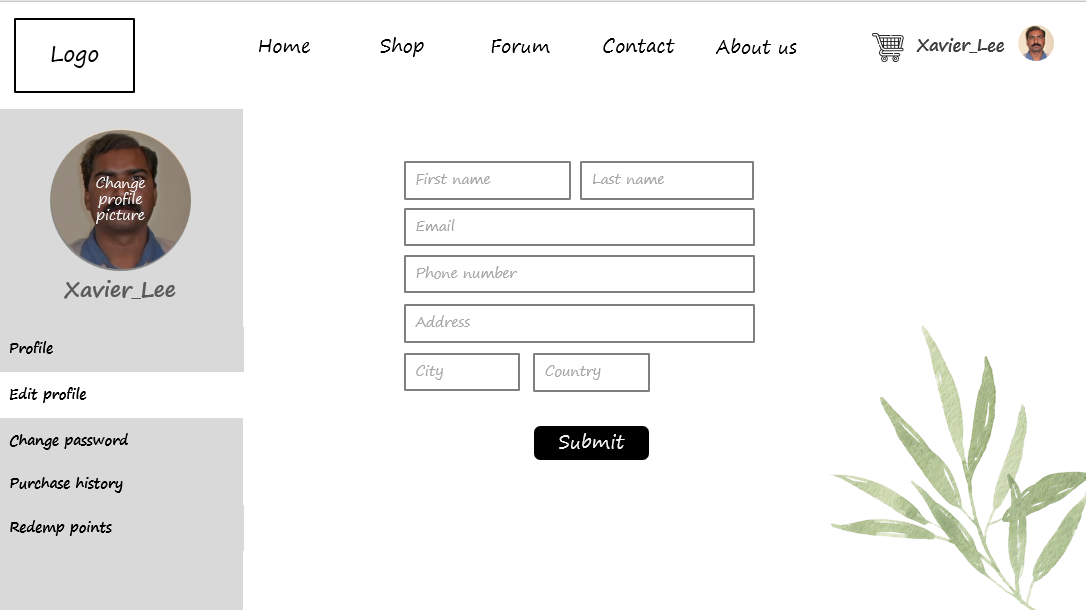 Logo
Home Shop Forum Contact About us Xavier_Lee
Change
profile
picture
Xavier_Lee
Profile
Edit profile
Change password
Purchase history
Redemp points
First name Last name
Email
Phone number
Address
City Country
Submit